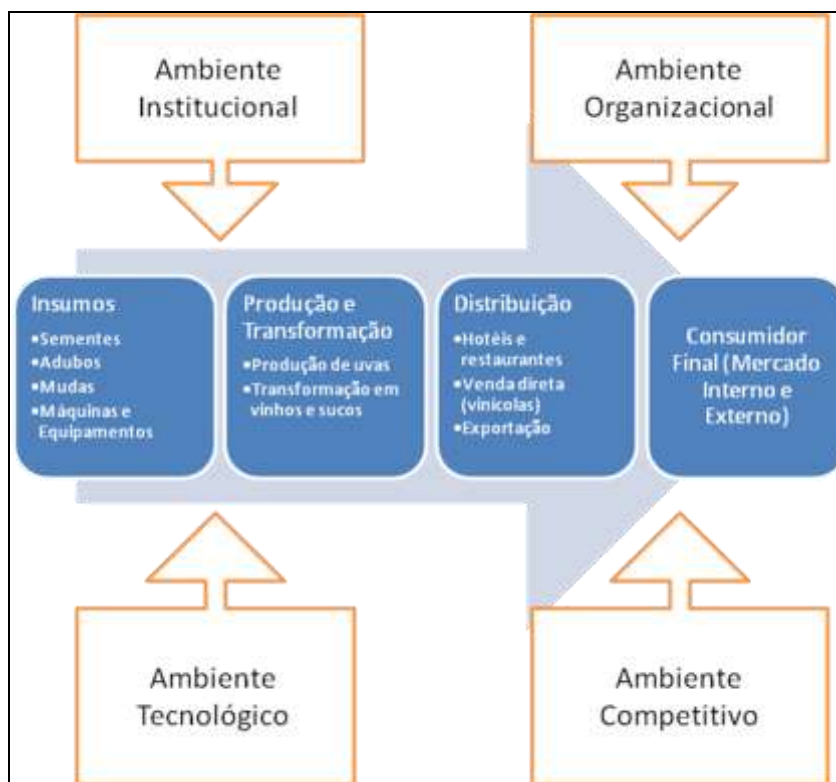 Ambiente
Institucional
Ambiente
Organizacional
Insumos
•Sementes
•Adubos
•Mudas
•Máquinas e
Equipamentos
Produção e
Transformação
•Produção de uvas
•Transformação em
vinhos e sucos
Distribuição
•Hotéis e
restaurantes
•Venda direta
(vinícolas)
•Exportação
Consumidor
Final (Mercado
Interno e
Externo)
Ambiente
Tecnológico
Ambiente
Competitivo